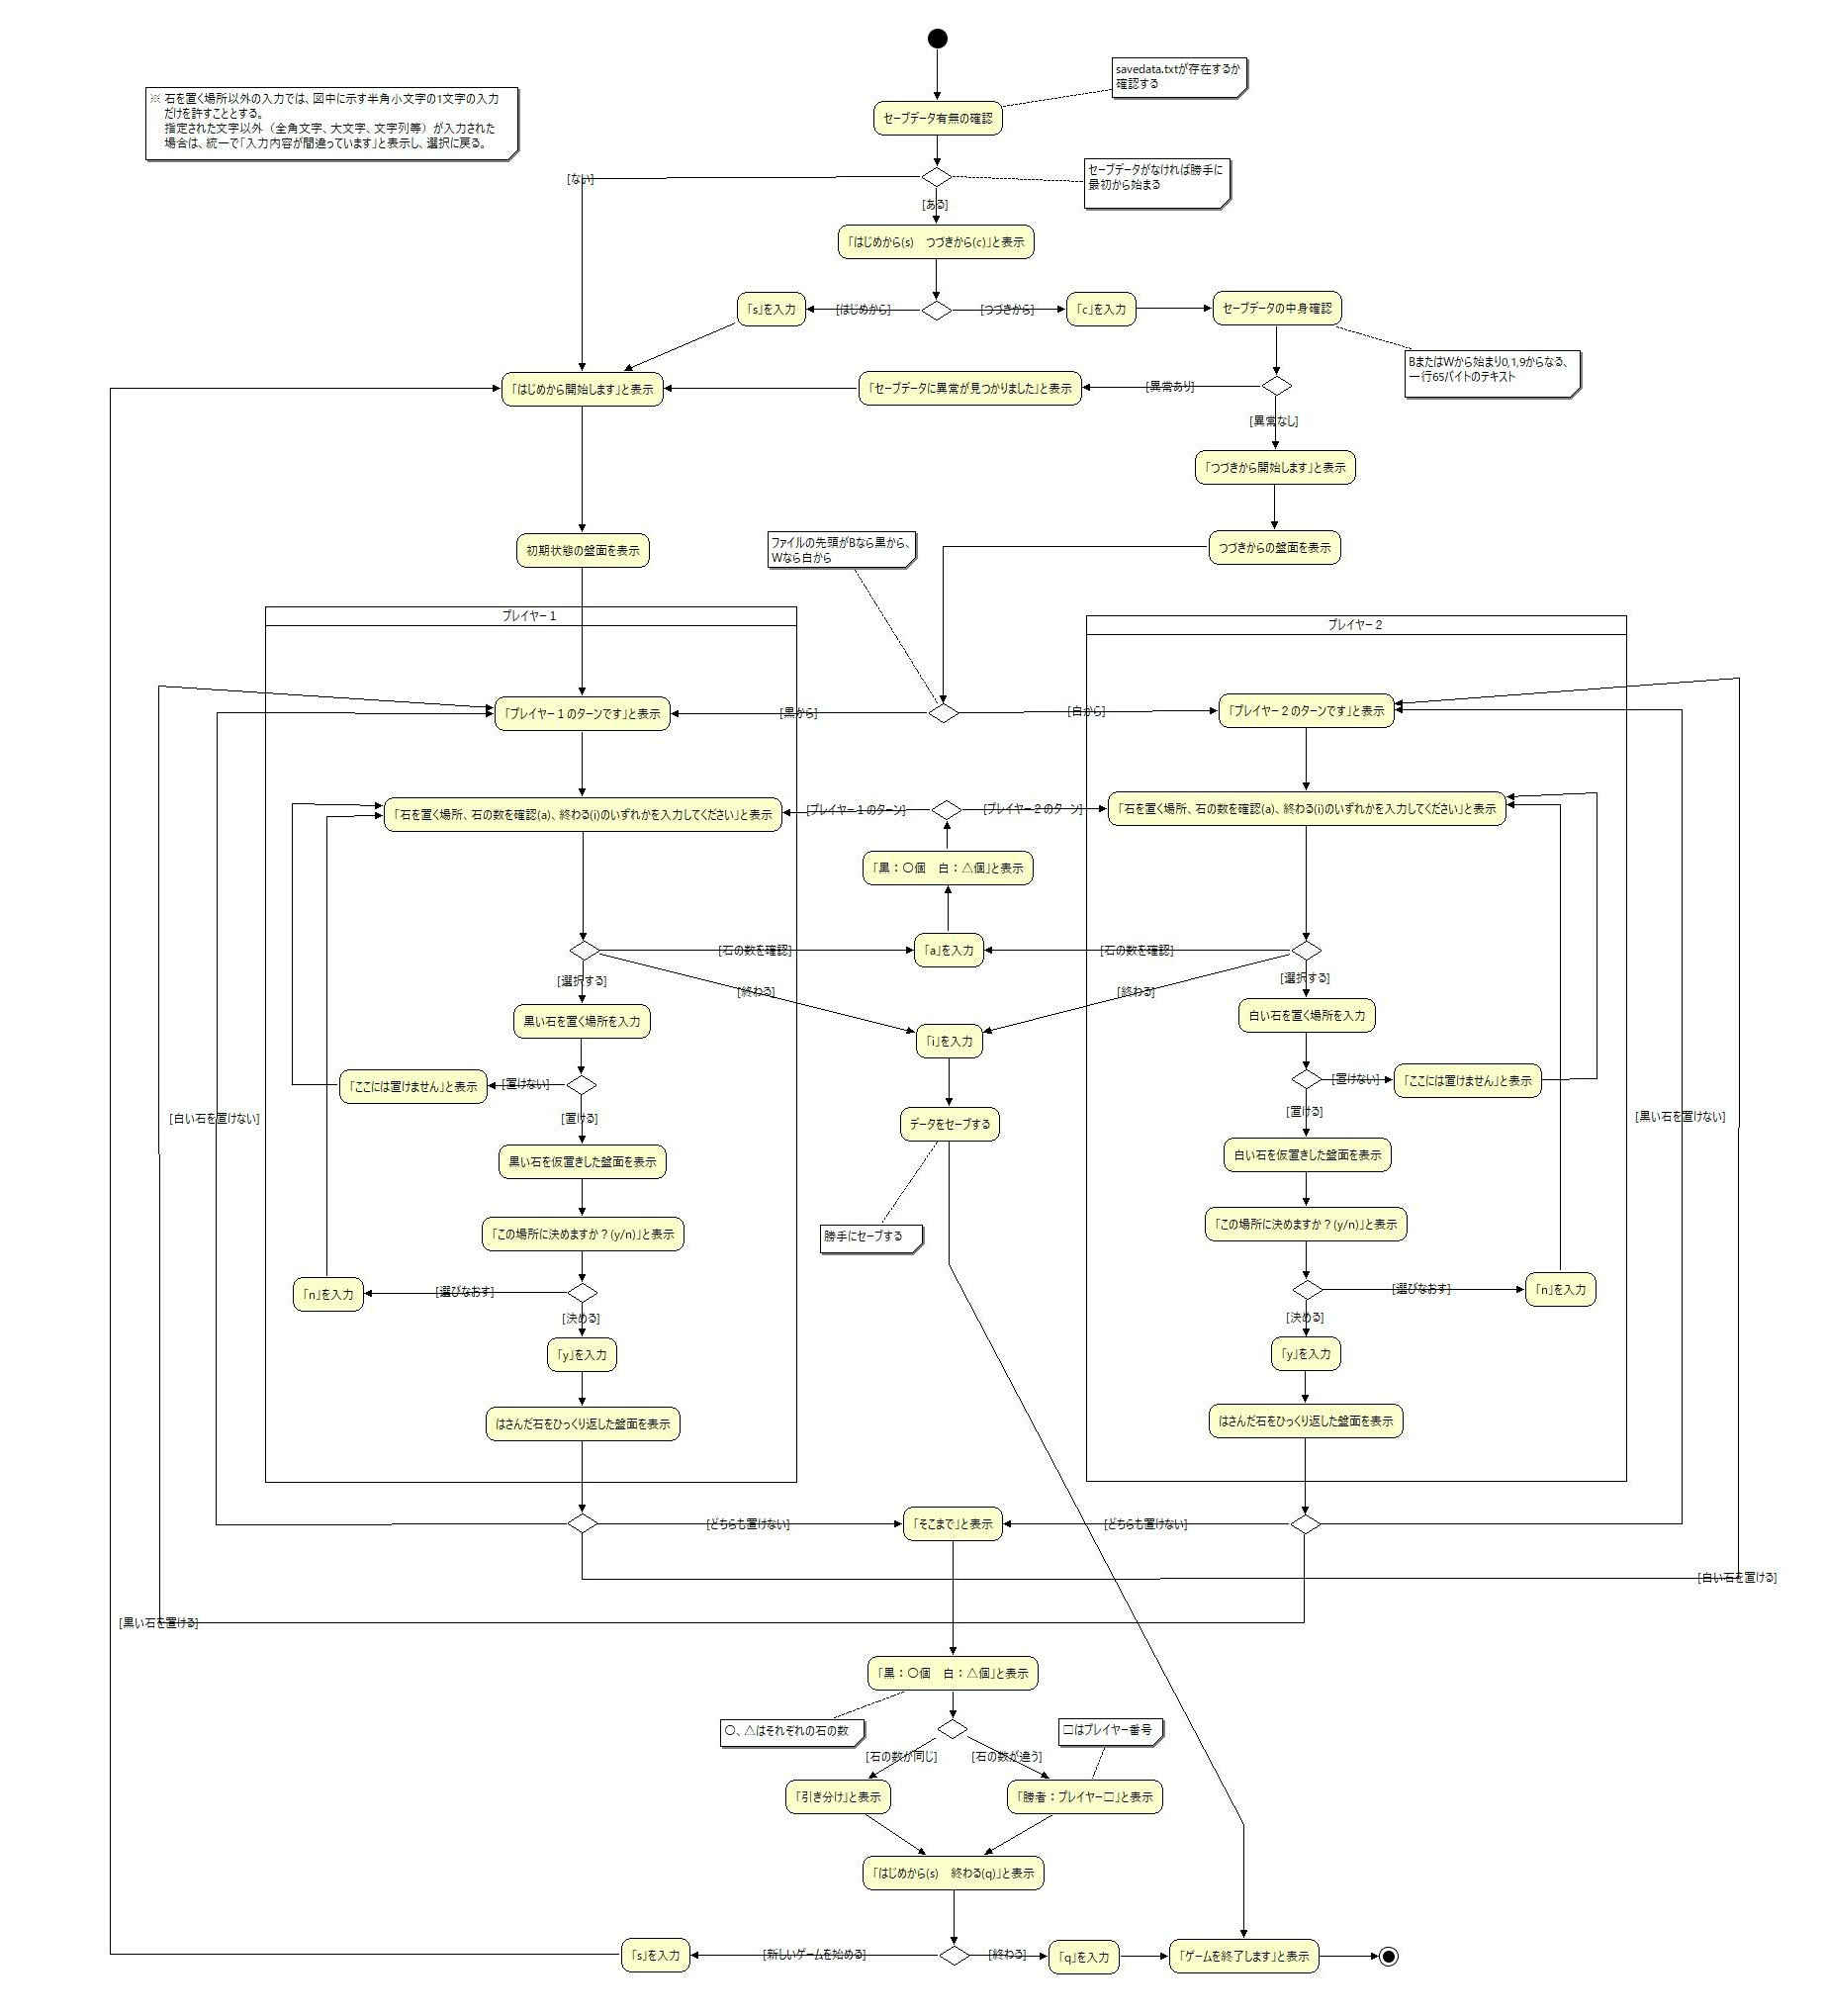 savedata.txtが存在するか
確認する
※ 石を置く場所以外の入力では、図中に示す半角小文字の1文字の入力
だけを許すこととする。
指定された文字以外（全角文字、大文字、文字列等）が入力された
場合は、統一で「入力内容が間違っています」と表示し、選択に戻る。
セーブデータ有無の確認
セーブデータがなければ勝手に
最初から始まる
[ない]
[ある]
「はじめから(s)　つづきから(c)」と表示
「s」を入力
[はじめから]
[つづきから]
「c」を入力
セーブデータの中身確認
BまたはWから始まり0,1,9からなる、
一行65バイトのテキスト
「はじめから開始します」と表示
「セーブデータに異常が見つかりました」と表示
[異常あり]
[異常なし]
「つづきから開始します」と表示
初期状態の盤面を表示
ファイルの先頭がBなら黒から、
Wなら白から
つづきからの盤面を表示
プレイヤー１
プレイヤー２
「プレイヤー１のターンです」と表示
[黒から]
[白から]
「プレイヤー２のターンです」と表示
「石を置く場所、石の数を確認(a)、終わる(i)のいずれかを入力してください」と表示
[プレイヤー１のターン]
[プレイヤー２のターン]
「石を置く場所、石の数を確認(a)、終わる(i)のいずれかを入力してください」と表示
「黒：〇個　白：△個」と表示
[石の数を確認]
「a」を入力
[石の数を確認]
[選択する]
[終わる]
[終わる]
[選択する]
黒い石を置く場所を入力
「i」を入力
白い石を置く場所を入力
「ここには置けません」と表示
[置けない]
[置けない]
「ここには置けません」と表示
[白い石を置けない]
[置ける]
データをセーブする
[置ける]
[黒い石を置けない]
黒い石を仮置きした盤面を表示
白い石を仮置きした盤面を表示
「この場所に決めますか？(y/n)」と表示
勝手にセーブする
「この場所に決めますか？(y/n)」と表示
「n」を入力
[選びなおす]
[選びなおす]
「n」を入力
[決める]
[決める]
「y」を入力
「y」を入力
はさんだ石をひっくり返した盤面を表示
はさんだ石をひっくり返した盤面を表示
[どちらも置けない]
「そこまで」と表示
[どちらも置けない]
[白い石を置ける]
[黒い石を置ける]
「黒：〇個　白：△個」と表示
〇、△はそれぞれの石の数
□はプレイヤー番号
[石の数が同じ]
[石の数が違う]
「引き分け」と表示
「勝者：プレイヤー□」と表示
「はじめから(s)　終わる(q)」と表示
「s」を入力
[新しいゲームを始める]
[終わる]
「q」を入力
「ゲームを終了します」と表示